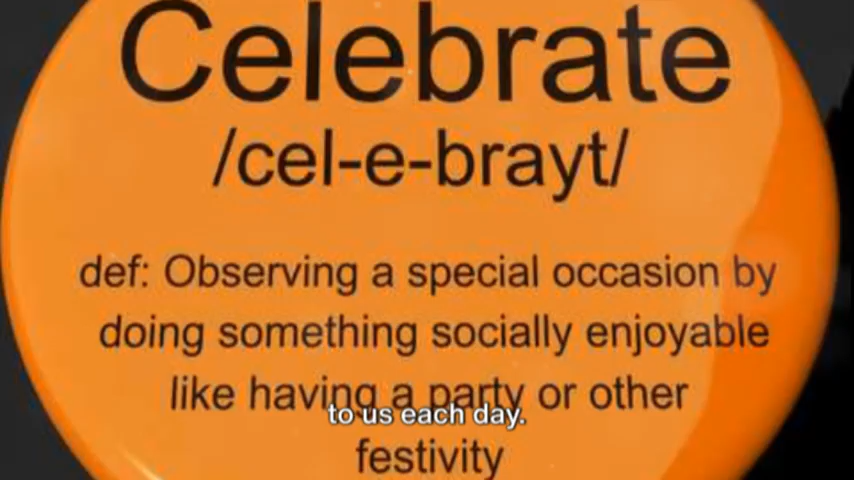 Celebrate
/cel-e-brayt/
def: Observing a special occasion by
doing something socially enjoyable
like having a party or other
to us each day.
festivity